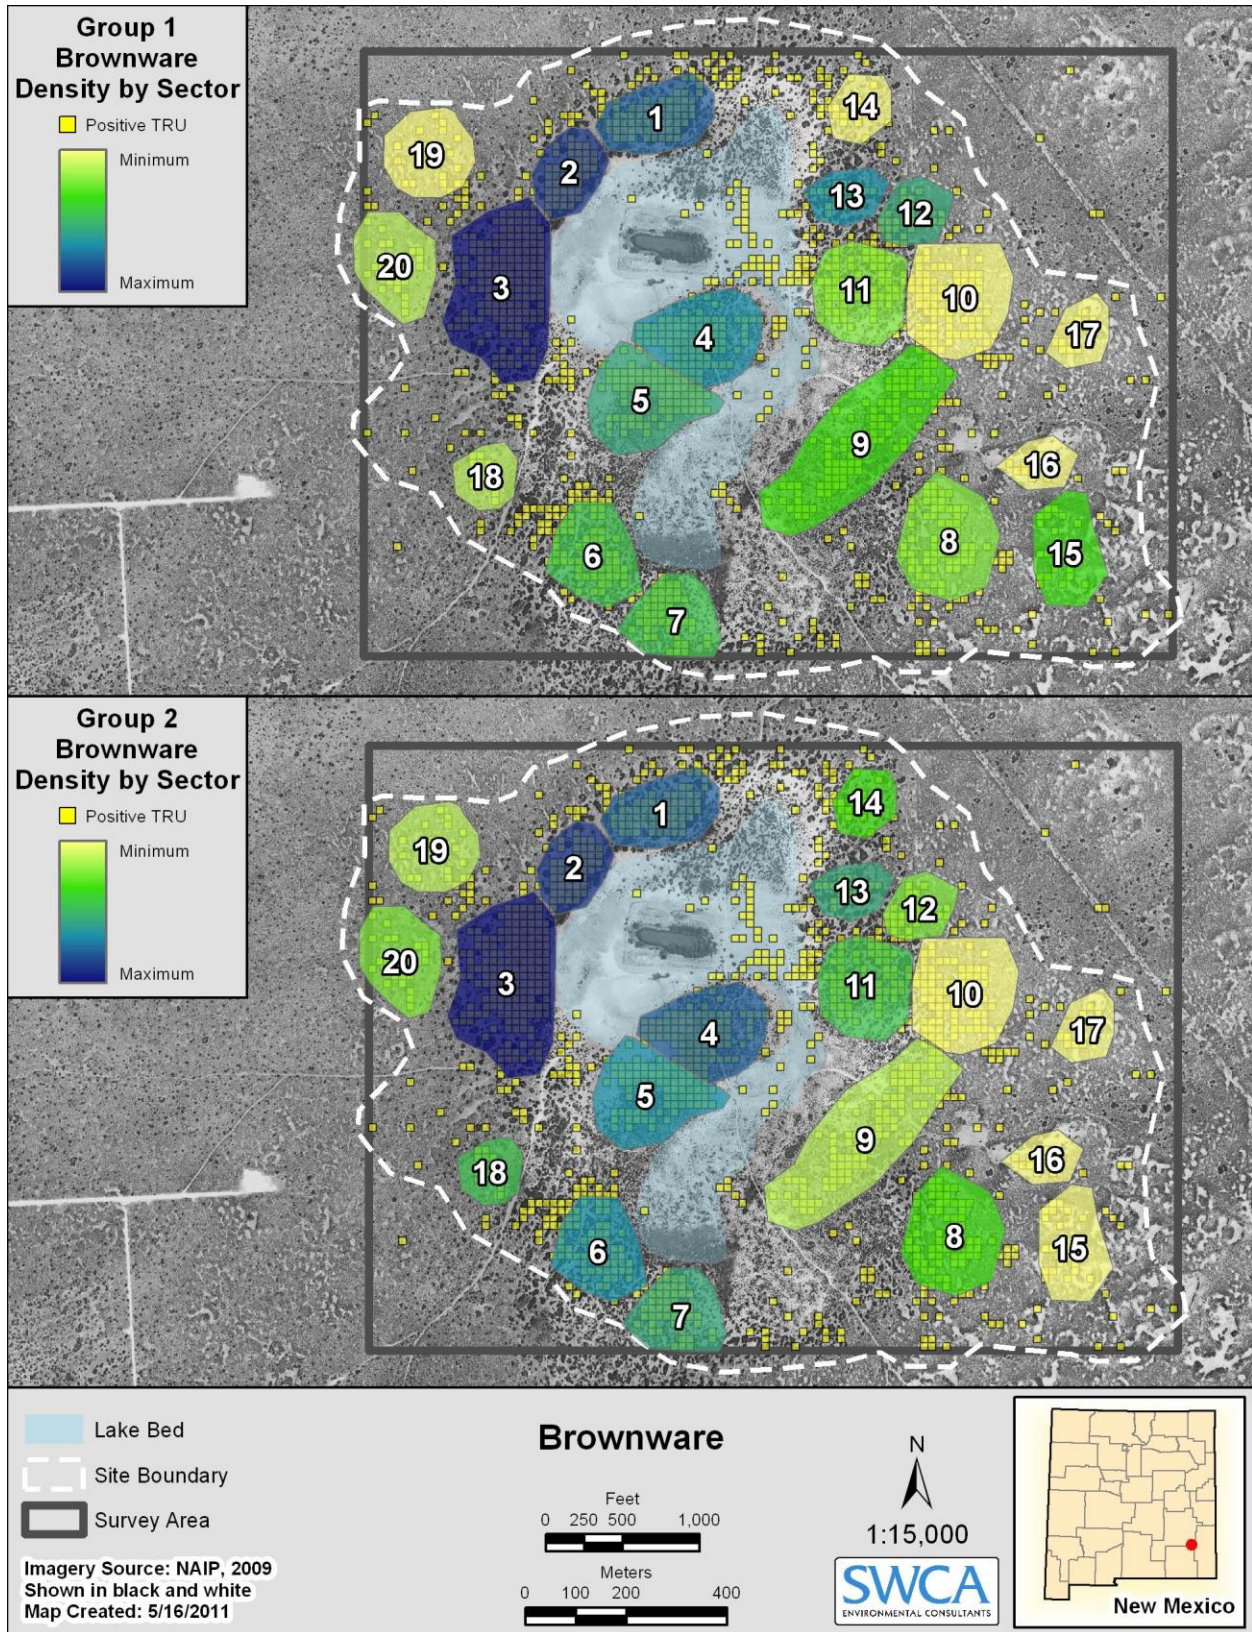 Group 1
Brownware
Density by Sector
Positive TRU
Minimum
Maximum
1
14
19
2
13
12
20
3
11
10
17
4
5
9
16
18
8
15
6
7
Group 2
Brownware
Density by Sector
Positive TRU
Minimum
Maximum
14
1
19
2
13
12
20
3
11
10
17
4
5
9
16
18
8
15
6
7
Lake Bed
Site Boundary
Survey Area
Imagery Source: NAIP, 2009
Shown in black and white
Map Created: 5/16/2011
Brownware
Feet
0 250 500 1,000
Meters
0 100 200 400
N
1:15,000
SWCA
ENVIRONMENTAL CONSULTANTS
New Mexico